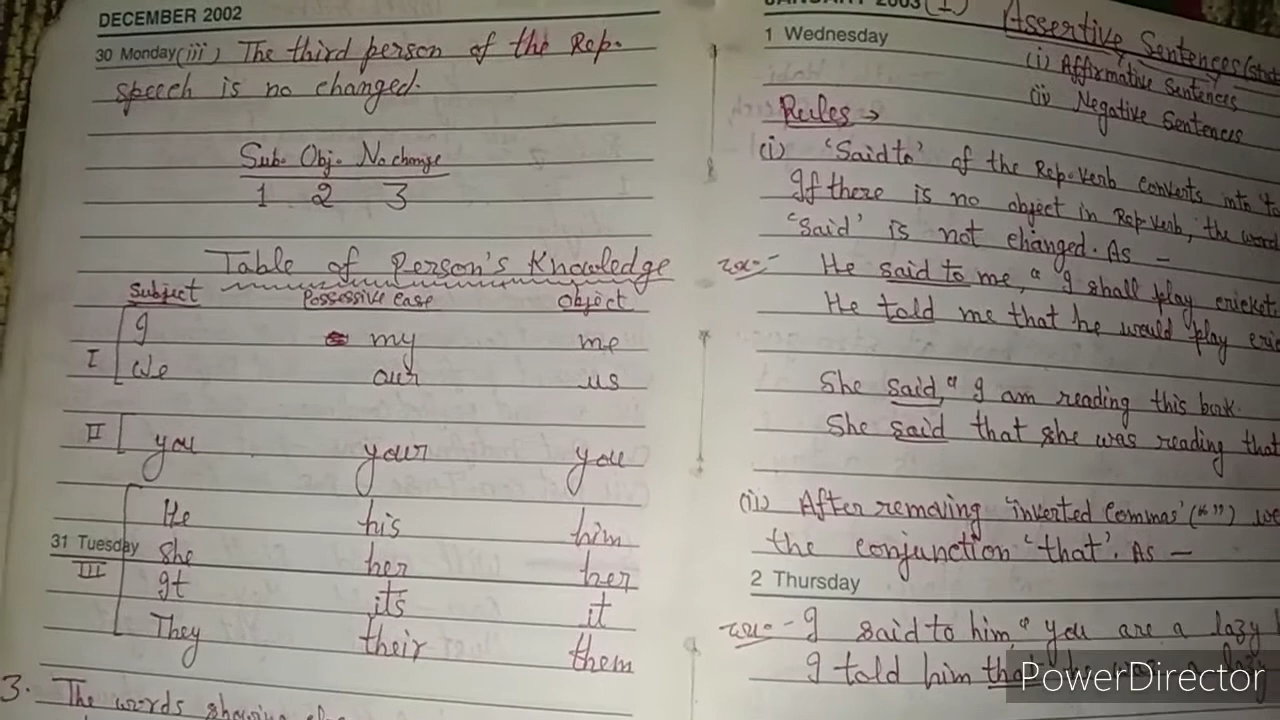 DECEMBER 2002
30 Monday (iii) The third person of the Rep.
speech is no changed.
Sub. Obj. No change
1 2 3
Table of Person's Knowledge
Subject Possessive case Object
I
I my me
We our us
II you your you
He his him
31 Tuesday
III
She her her
It its it
They their them
3. The words
JANUARY 2003 (I) Assertive Sentences
1 Wednesday
(i) Affirmative Sentences
(ii) Negative Sentences
Rules →
(i) 'Said to' of the Rep. verb converts into
If there is no object in Rep. verb, the word
'said' is not changed. As –
He said to me, "I shall play cricket
He told me that he would play
She said, "I am reading this book.
She said that she was reading that
(ii) After removing 'inverted commas' (" ")
the conjunction 'that'. As –
2 Thursday
I said to him, "you are a lazy
I told him that he was a lazy
PowerDirector